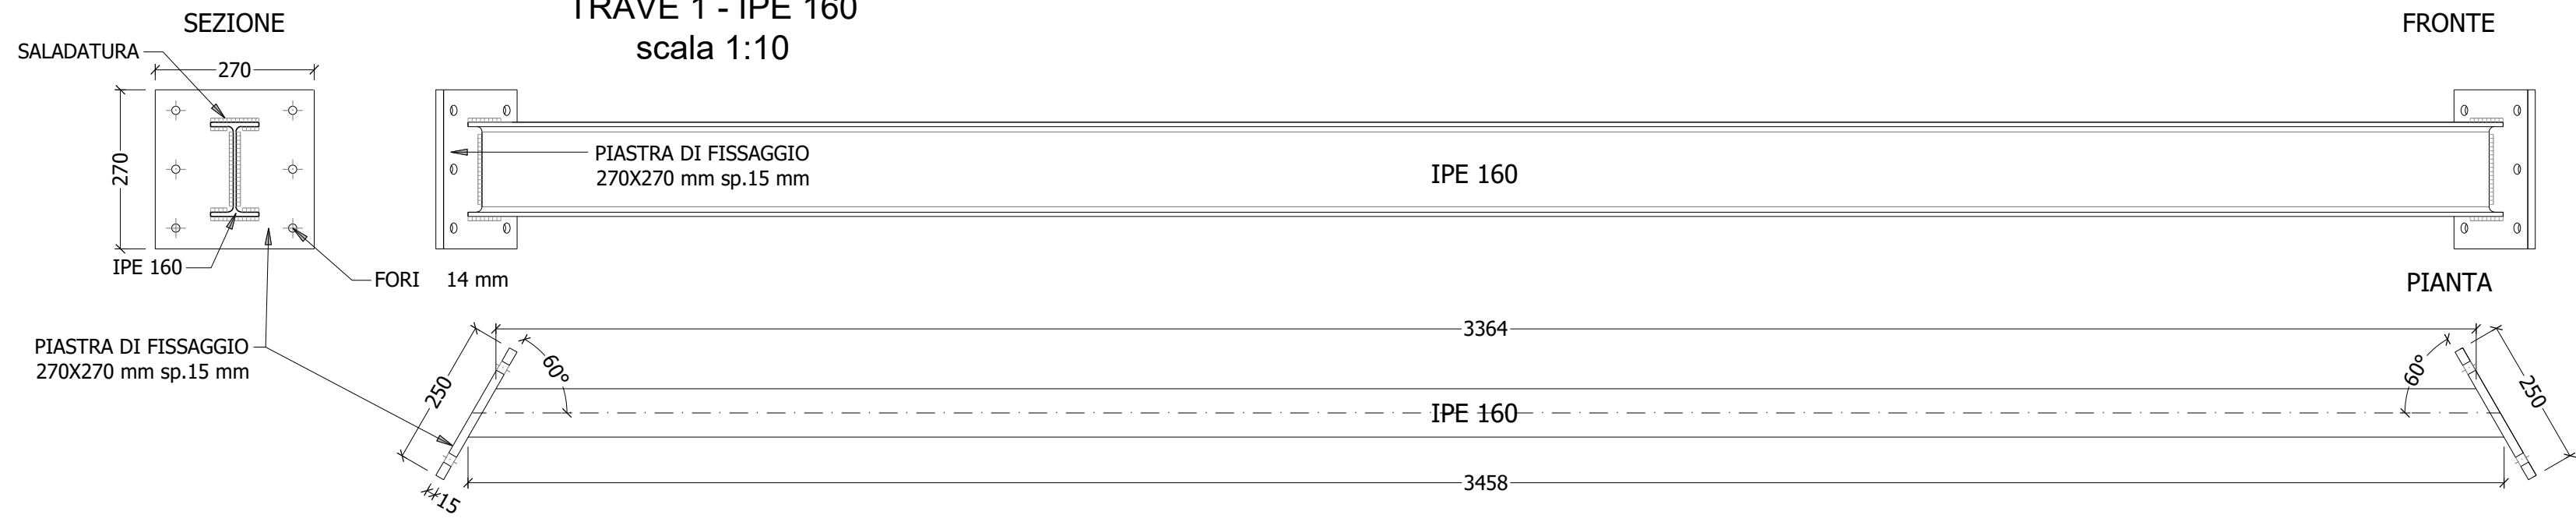 TRAVE 1 - IPE 160
scala 1:10
SEZIONE
FRONTE
SALADATURA
270
270
PIASTRA DI FISSAGGIO
270X270 mm sp.15 mm
IPE 160
IPE 160
FORI 14 mm
PIANTA
PIASTRA DI FISSAGGIO
270X270 mm sp.15 mm
3364
60°
60°
250
250
IPE 160
15
3458